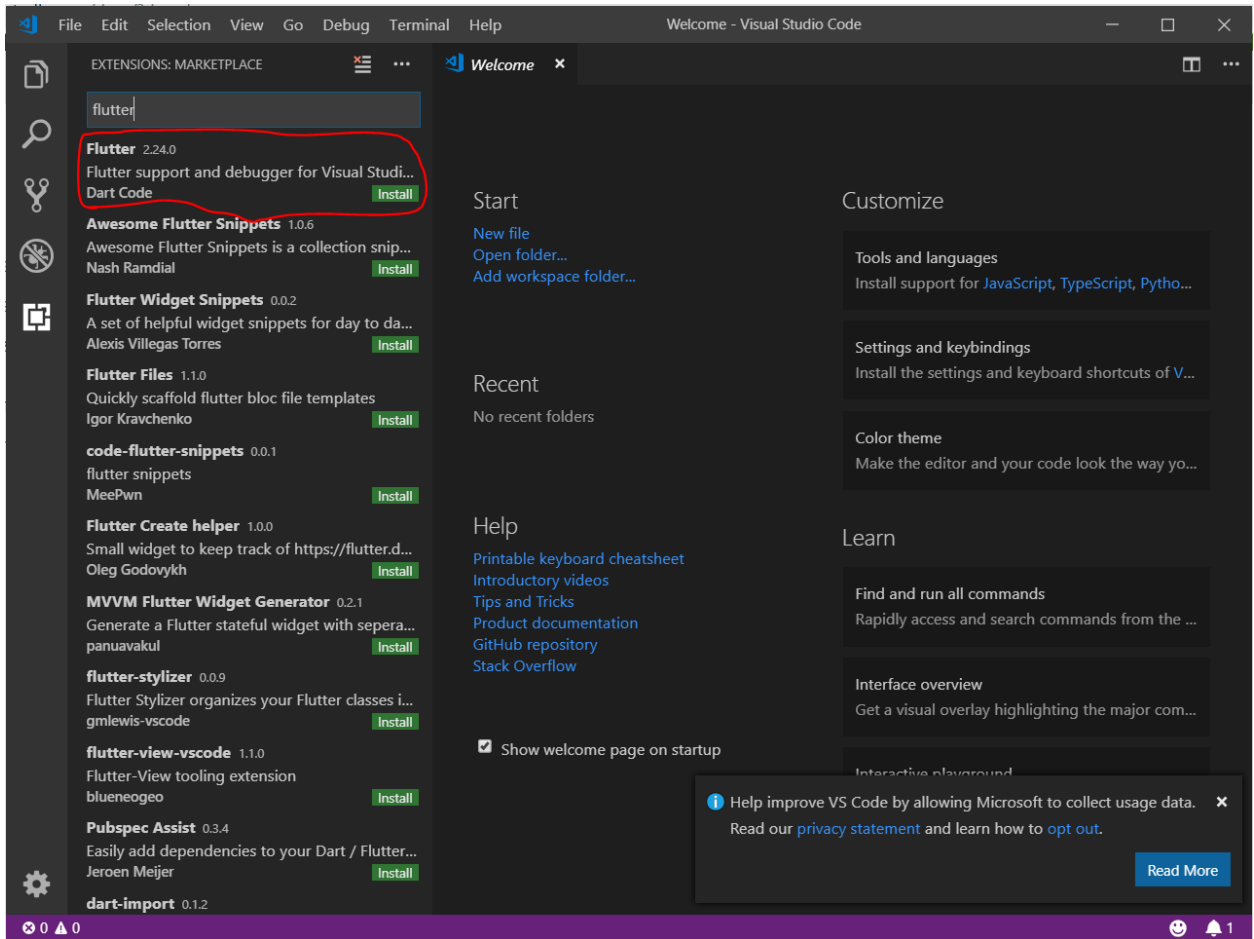 File Edit Selection View Go Debug Terminal Help
Welcome - Visual Studio Code
EXTENSIONS: MARKETPLACE
flutter
Flutter 2.24.0
Flutter support and debugger for Visual Studi...
Dart Code
Install
Awesome Flutter Snippets 1.0.6
Awesome Flutter Snippets is a collection snip...
Nash Ramdial
Install
Flutter Widget Snippets 0.0.2
A set of helpful widget snippets for day to da...
Alexis Villegas Torres
Install
Flutter Files 1.1.0
Quickly scaffold flutter bloc file templates
Igor Kravchenko
Install
code-flutter-snippets 0.0.1
flutter snippets
MeePwn
Install
Flutter Create helper 1.0.0
Small widget to keep track of https://flutter.d...
Oleg Godovykh
Install
MVVM Flutter Widget Generator 0.2.1
Generate a Flutter stateful widget with sepera...
panuavakul
Install
flutter-stylizer 0.0.9
Flutter Stylizer organizes your Flutter classes i...
gmlewis-vscode
Install
flutter-view-vscode 1.1.0
Flutter-View tooling extension
blueneogeo
Install
Pubspec Assist 0.3.4
Easily add dependencies to your Dart / Flutter...
Jeroen Meijer
Install
dart-import 0.1.2
Welcome
Start
New file
Open folder...
Add workspace folder...
Recent
No recent folders
Help
Printable keyboard cheatsheet
Introductory videos
Tips and Tricks
Product documentation
GitHub repository
Stack Overflow
Show welcome page on startup
Customize
Tools and languages
Install support for JavaScript, TypeScript, Pytho...
Settings and keybindings
Install the settings and keyboard shortcuts of V...
Color theme
Make the editor and your code look the way yo...
Learn
Find and run all commands
Rapidly access and search commands from the ...
Interface overview
Get a visual overlay highlighting the major com...
Interactive playground
Help improve VS Code by allowing Microsoft to collect usage data.
Read our privacy statement and learn how to opt out.
Read More
0 0
1